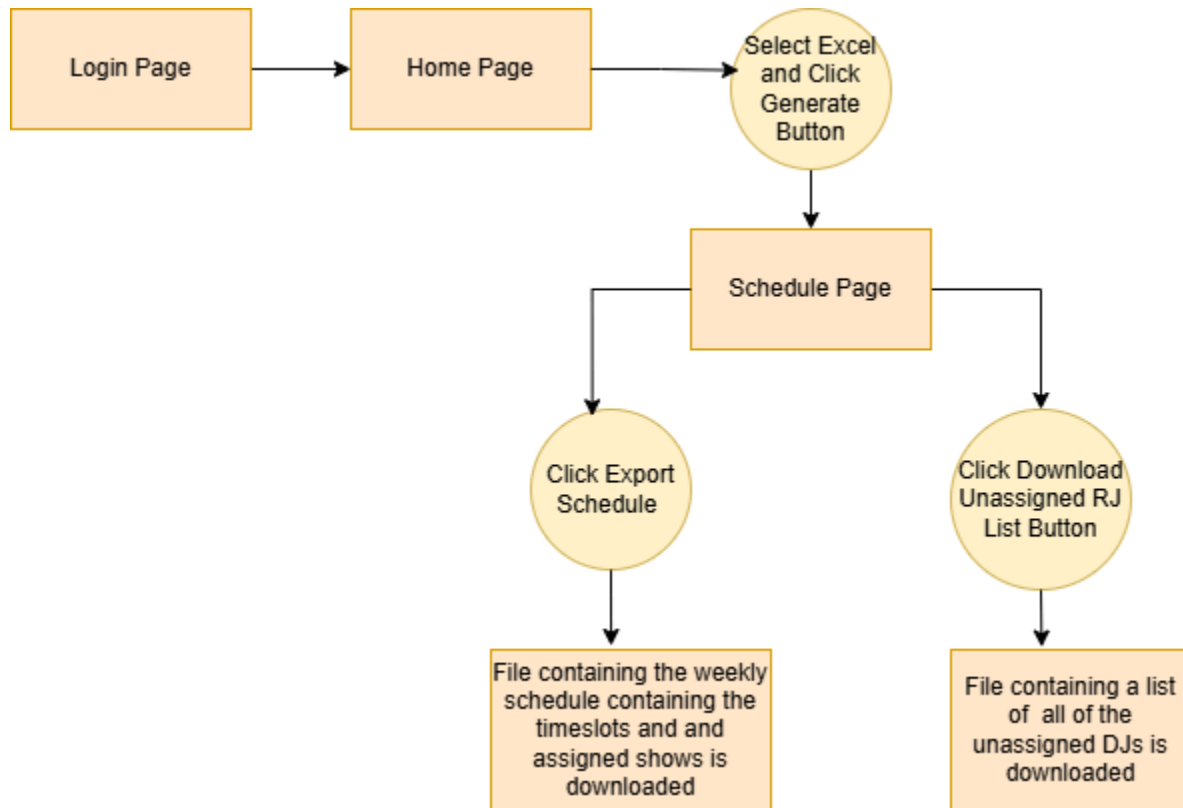 Login Page
Home Page
Select Excel
and Click
Generate
Button
Schedule Page
Click Export
Schedule
Click Download
Unassigned RJ
List Button
File containing the weekly
schedule containing the
timeslots and and
assigned shows is
downloaded
File containing a list
of all of the
unassigned DJs is
downloaded